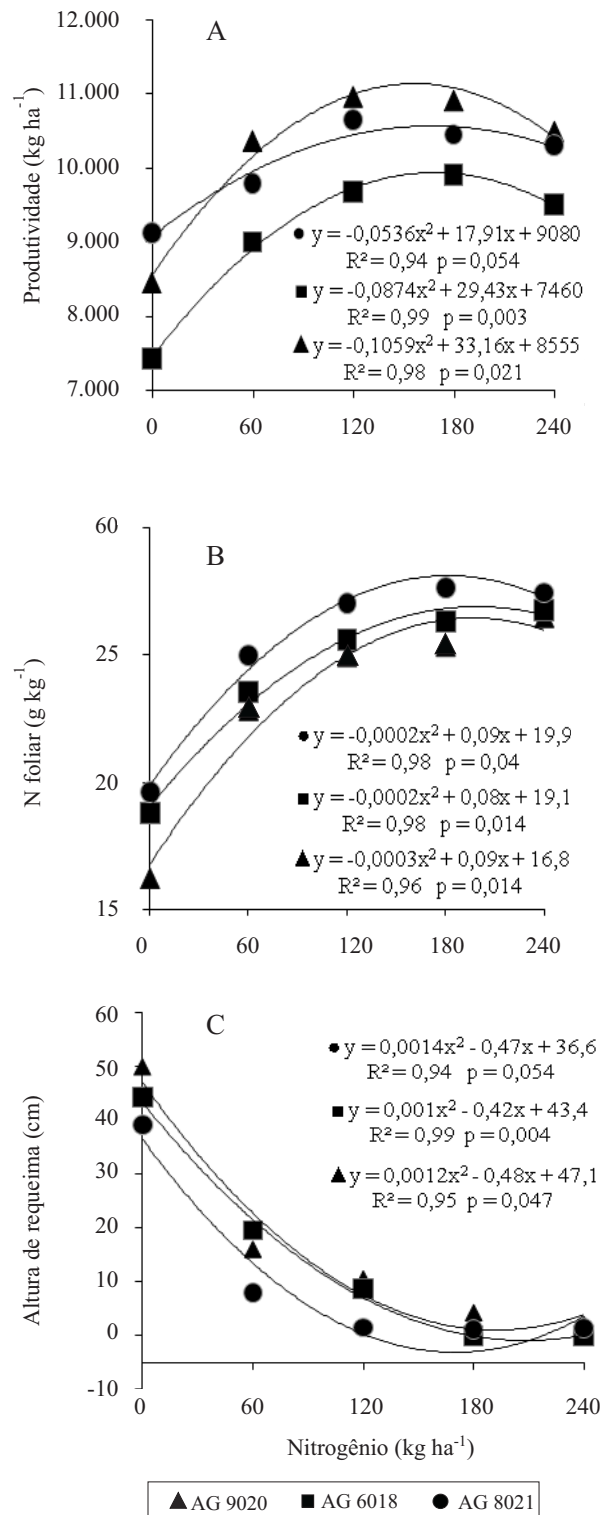 12.000
A
11.000
10.000
9.000
8.000
7.000
Produtividade (kg ha⁻¹)
● y = -0,0536x² + 17,91x + 9080
R² = 0,94 p = 0,054
■ y = -0,0874x² + 29,43x + 7460
R² = 0,99 p = 0,003
▲ y = -0,1059x² + 33,16x + 8555
R² = 0,98 p = 0,021
0 60 120 180 240
60
B
25
20
15
N foliar (g kg⁻¹)
● y = -0,0002x² + 0,09x + 19,9
R² = 0,98 p = 0,04
■ y = -0,0002x² + 0,08x + 19,1
R² = 0,98 p = 0,014
▲ y = -0,0003x² + 0,09x + 16,8
R² = 0,96 p = 0,014
0 60 120 180 240
60
C
50
40
30
20
10
0
-10
Altura de requeima (cm)
● y = 0,0014x² - 0,47x + 36,6
R² = 0,94 p = 0,054
■ y = 0,001x² - 0,42x + 43,4
R² = 0,99 p = 0,004
▲ y = 0,0012x² - 0,48x + 47,1
R² = 0,95 p = 0,047
0 60 120 180 240
Nitrogênio (kg ha⁻¹)
▲ AG 9020 ■ AG 6018 ● AG 8021